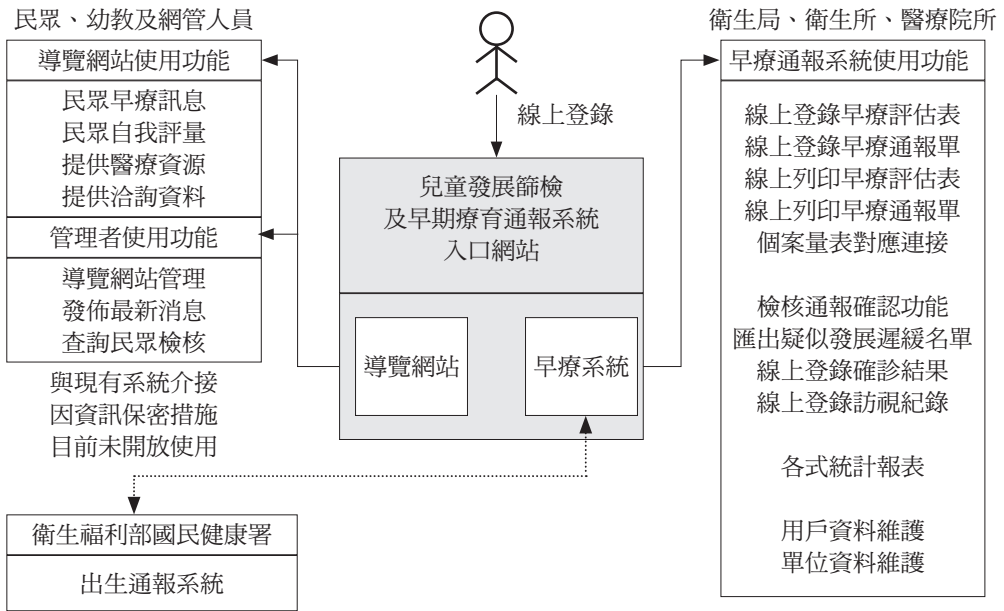 民眾、幼教及網管人員
導覽網站使用功能
民眾早療訊息
民眾自我評量
提供醫療資源
提供洽詢資料
管理者使用功能
導覽網站管理
發佈最新消息
查詢民眾檢核
與現有系統介接
因資訊保密措施
目前未開放使用
衛生福利部國民健康署
出生通報系統
線上登錄
兒童發展篩檢
及早期療育通報系統
入口網站
導覽網站
早療系統
衛生局、衛生所、醫療院所
早療通報系統使用功能
線上登錄早療評估表
線上登錄早療通報單
線上列印早療評估表
線上列印早療通報單
個案量表對應連接
檢核通報確認功能
匯出疑似發展遲緩名單
線上登錄確診結果
線上登錄訪視紀錄
各式統計報表
用戶資料維護
單位資料維護